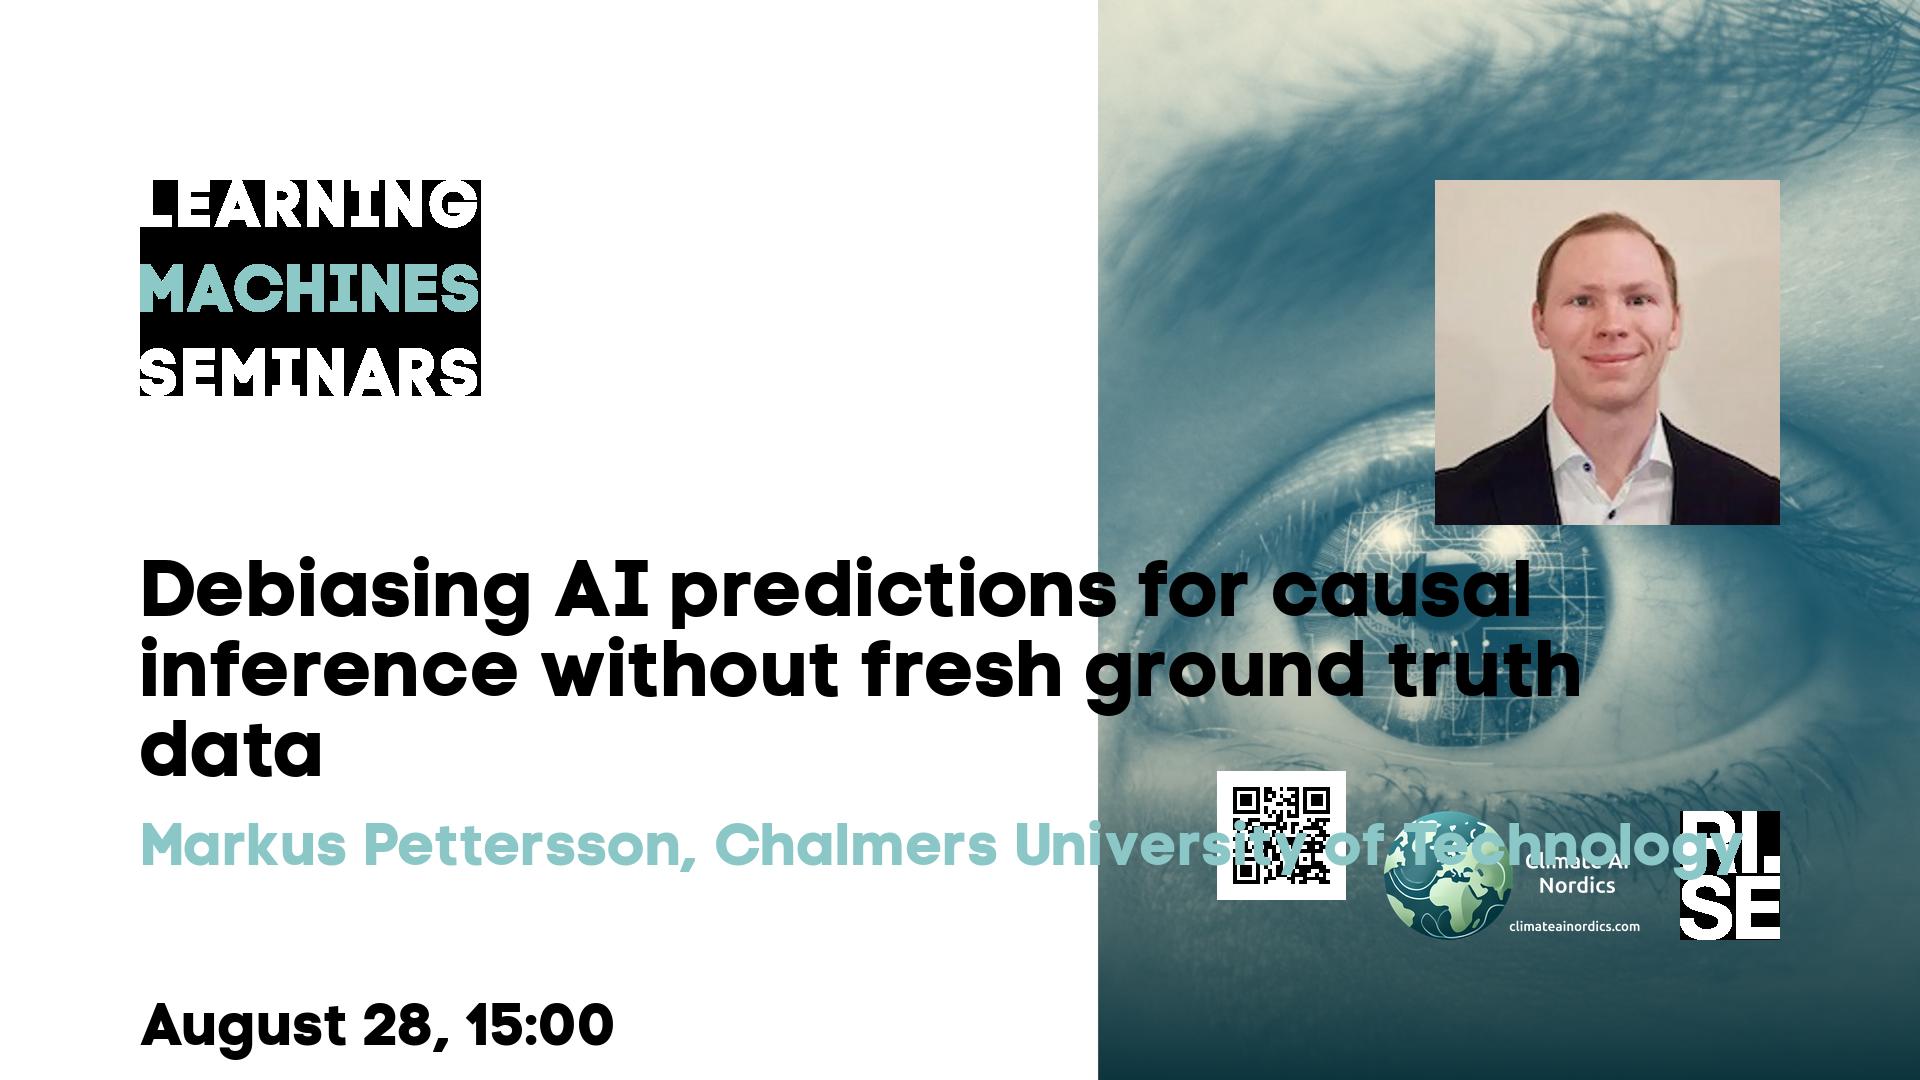 LEARNING
MACHINES
SEMINARS
Debiasing AI predictions for causal
inference without fresh ground truth
data
Markus Pettersson, Chalmers University of Technology
Climate AI
Nordics
climateainordics.com
RI.
SE
August 28, 15:00